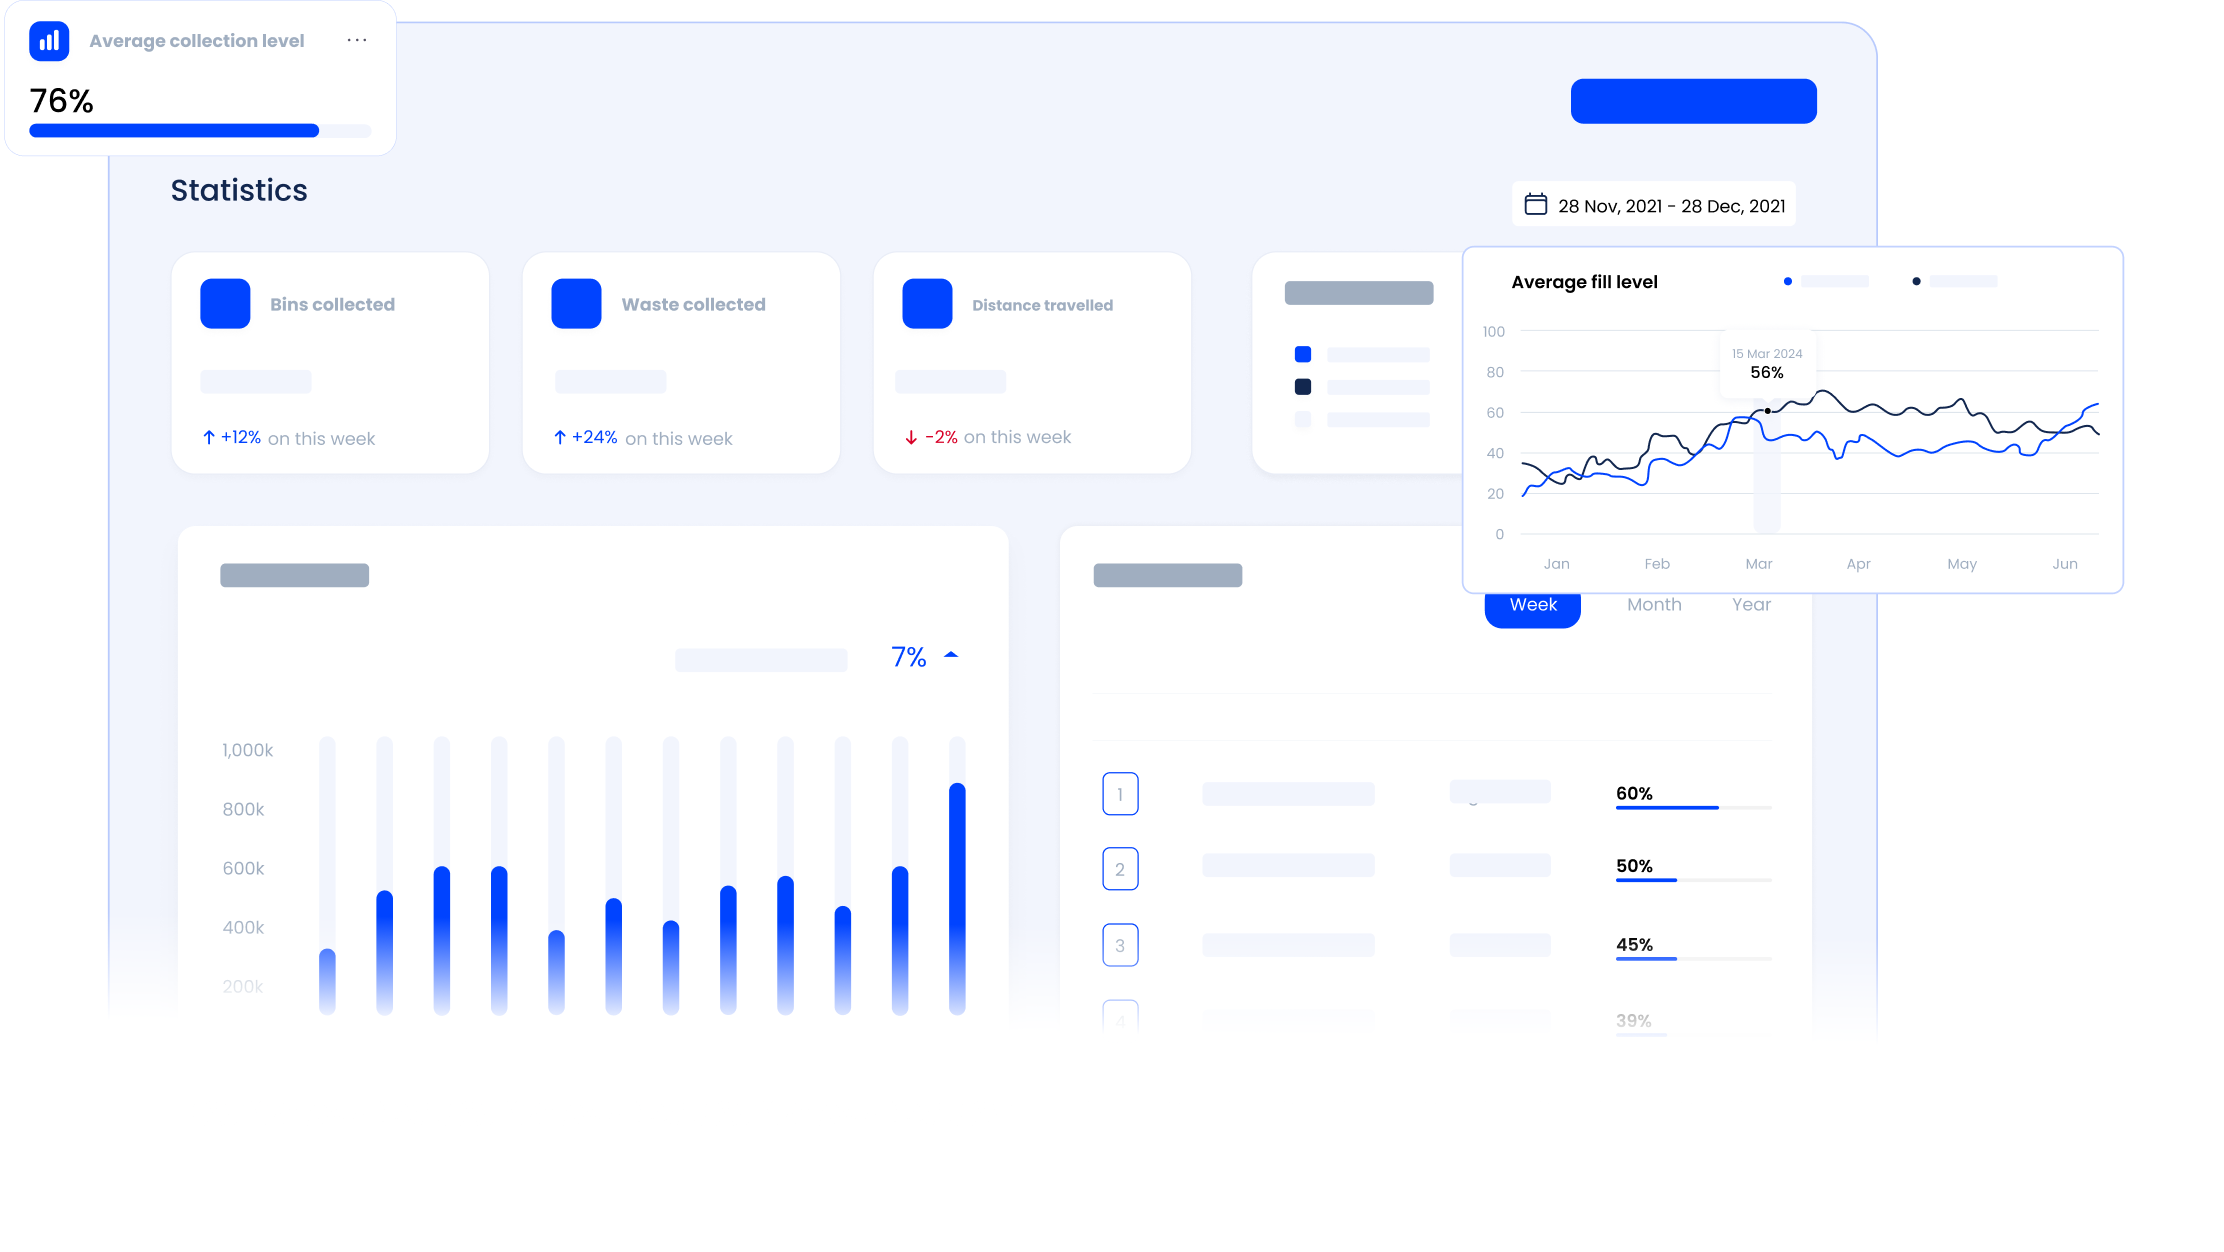 Average collection level
76%
Statistics
28 Nov, 2021 - 28 Dec, 2021
Bins collected
+12% on this week
Waste collected
+24% on this week
Distance travelled
-2% on this week
Average fill level
100
80
60
40
20
0
15 Mar 2024
56%
Jan Feb Mar Apr May Jun
Week Month Year
7%
1,000k
800k
600k
400k
200k
1 60%
2 50%
3 45%
4 39%